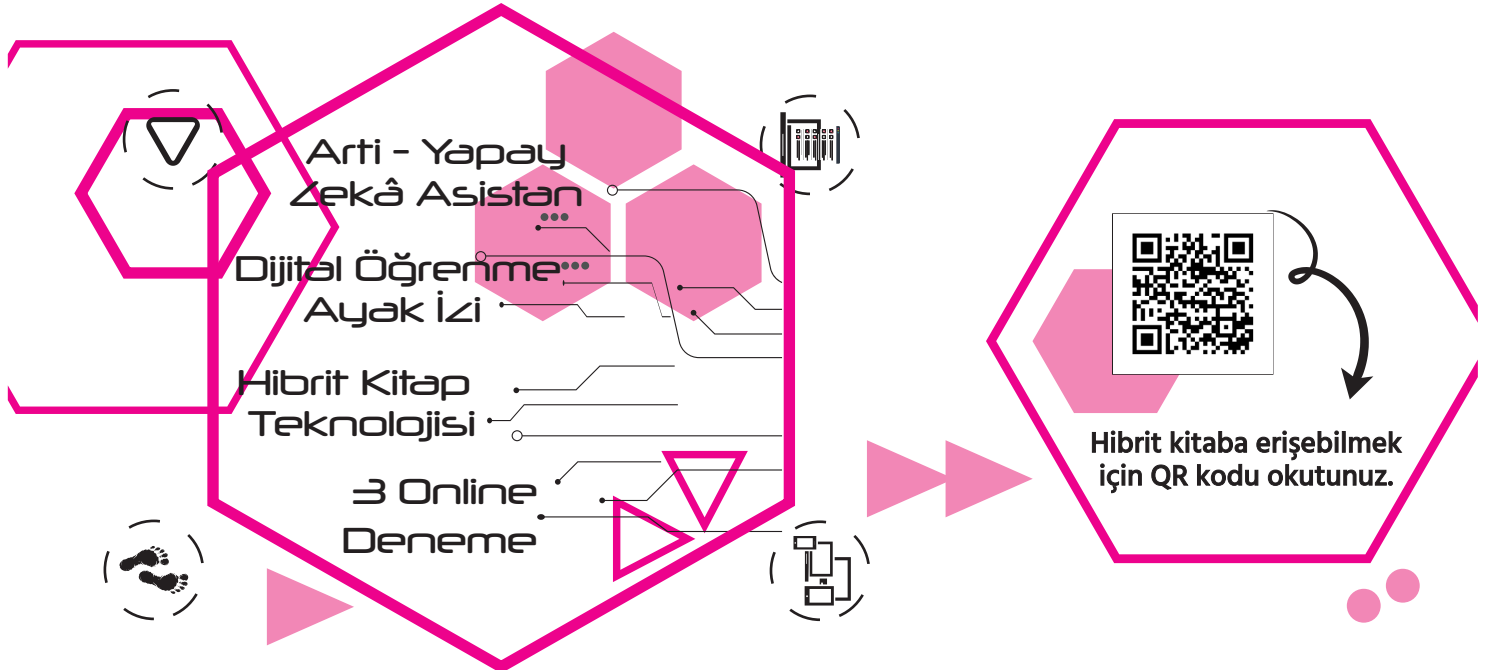 Arti - Yapay
Zekâ Asistan
Dijital Öğrenme
Ayak İzi
Hibrit Kitap
Teknolojisi
3 Online
Deneme
Hibrit kitaba erişebilmek
için QR kodu okutunuz.